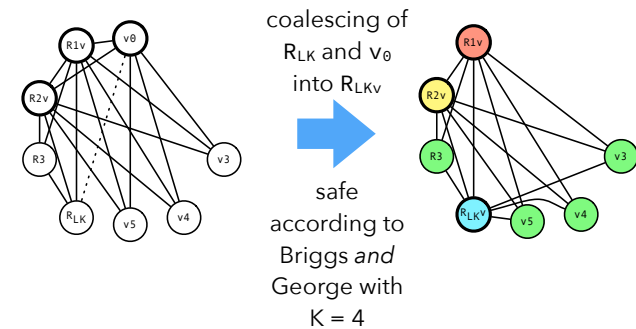 R1v
v0
R2v
R3
v3
RLK
v5
v4
coalescing of
RLK and v0
into RLKv
safe
according to
Briggs and
George with
K = 4
R1v
R2v
R3
v3
RLKv
v5
v4